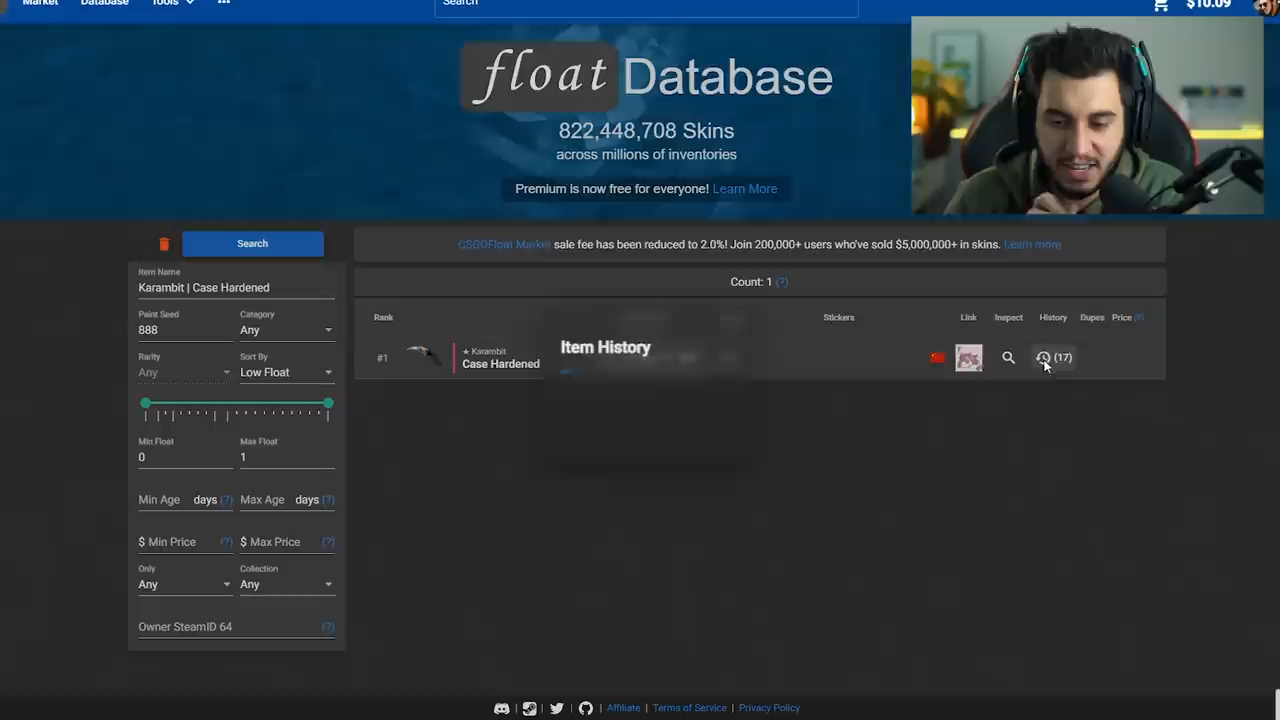 Market Database Tools
Search
$10.09
float Database
822,448,708 Skins
across millions of inventories
Premium is now free for everyone! Learn More
Search
CSGOFloat Market sale fee has been reduced to 2.0%! Join 200,000+ users who've sold $5,000,000+ in skins. Learn more
Item Name
Karambit | Case Hardened
Count: 1 (?)
Paint Seed Category
888 Any
Rank Stickers Link Inspect History Dupes Price (?)
Rarity Sort By
Any Low Float
Item History
#1 ★ Karambit
Case Hardened
(17)
Min Float Max Float
0 1
Min Age days (?) Max Age days (?)
$ Min Price (?) $ Max Price (?)
Only Collection
Any Any
Owner SteamID 64 (?)
| | | | Affiliate | Terms of Service | Privacy Policy